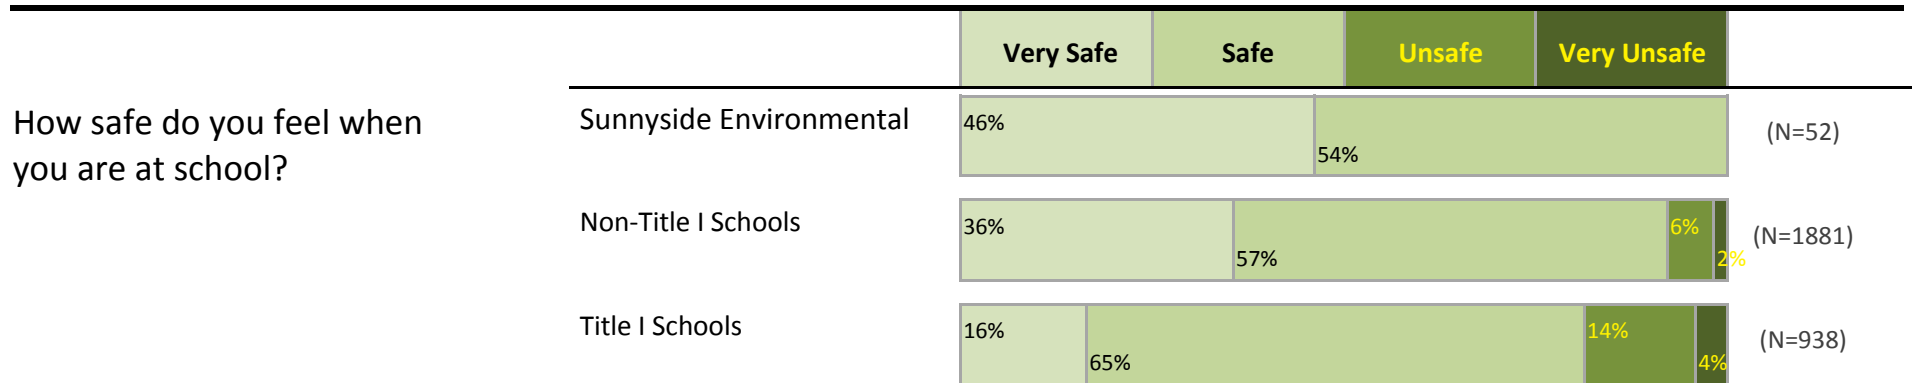 Very Safe Safe Unsafe Very Unsafe
How safe do you feel when
you are at school?
Sunnyside Environmental 46% 54% (N=52)
Non-Title I Schools 36% 57% 6% 2% (N=1881)
Title I Schools 16% 65% 14% 4% (N=938)